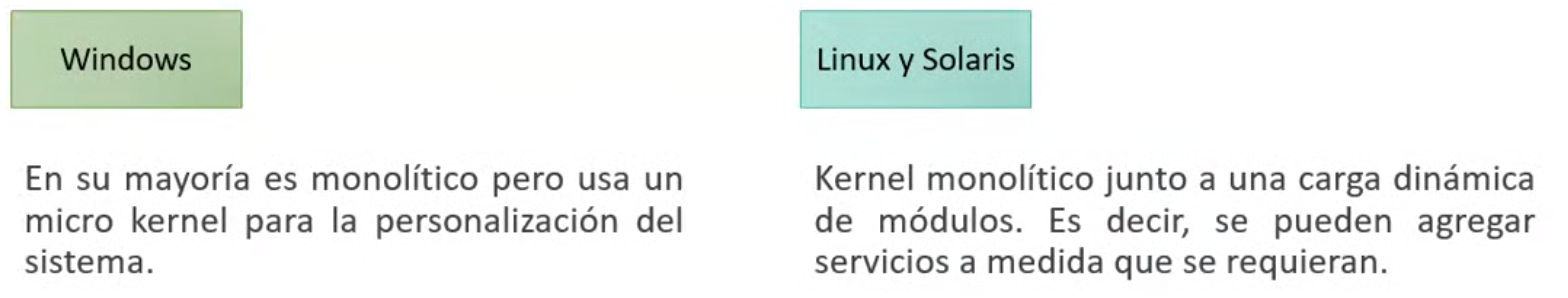 Windows
En su mayoría es monolítico pero usa un
micro kernel para la personalización del
sistema.
Linux y Solaris
Kernel monolítico junto a una carga dinámica
de módulos. Es decir, se pueden agregar
servicios a medida que se requieran.